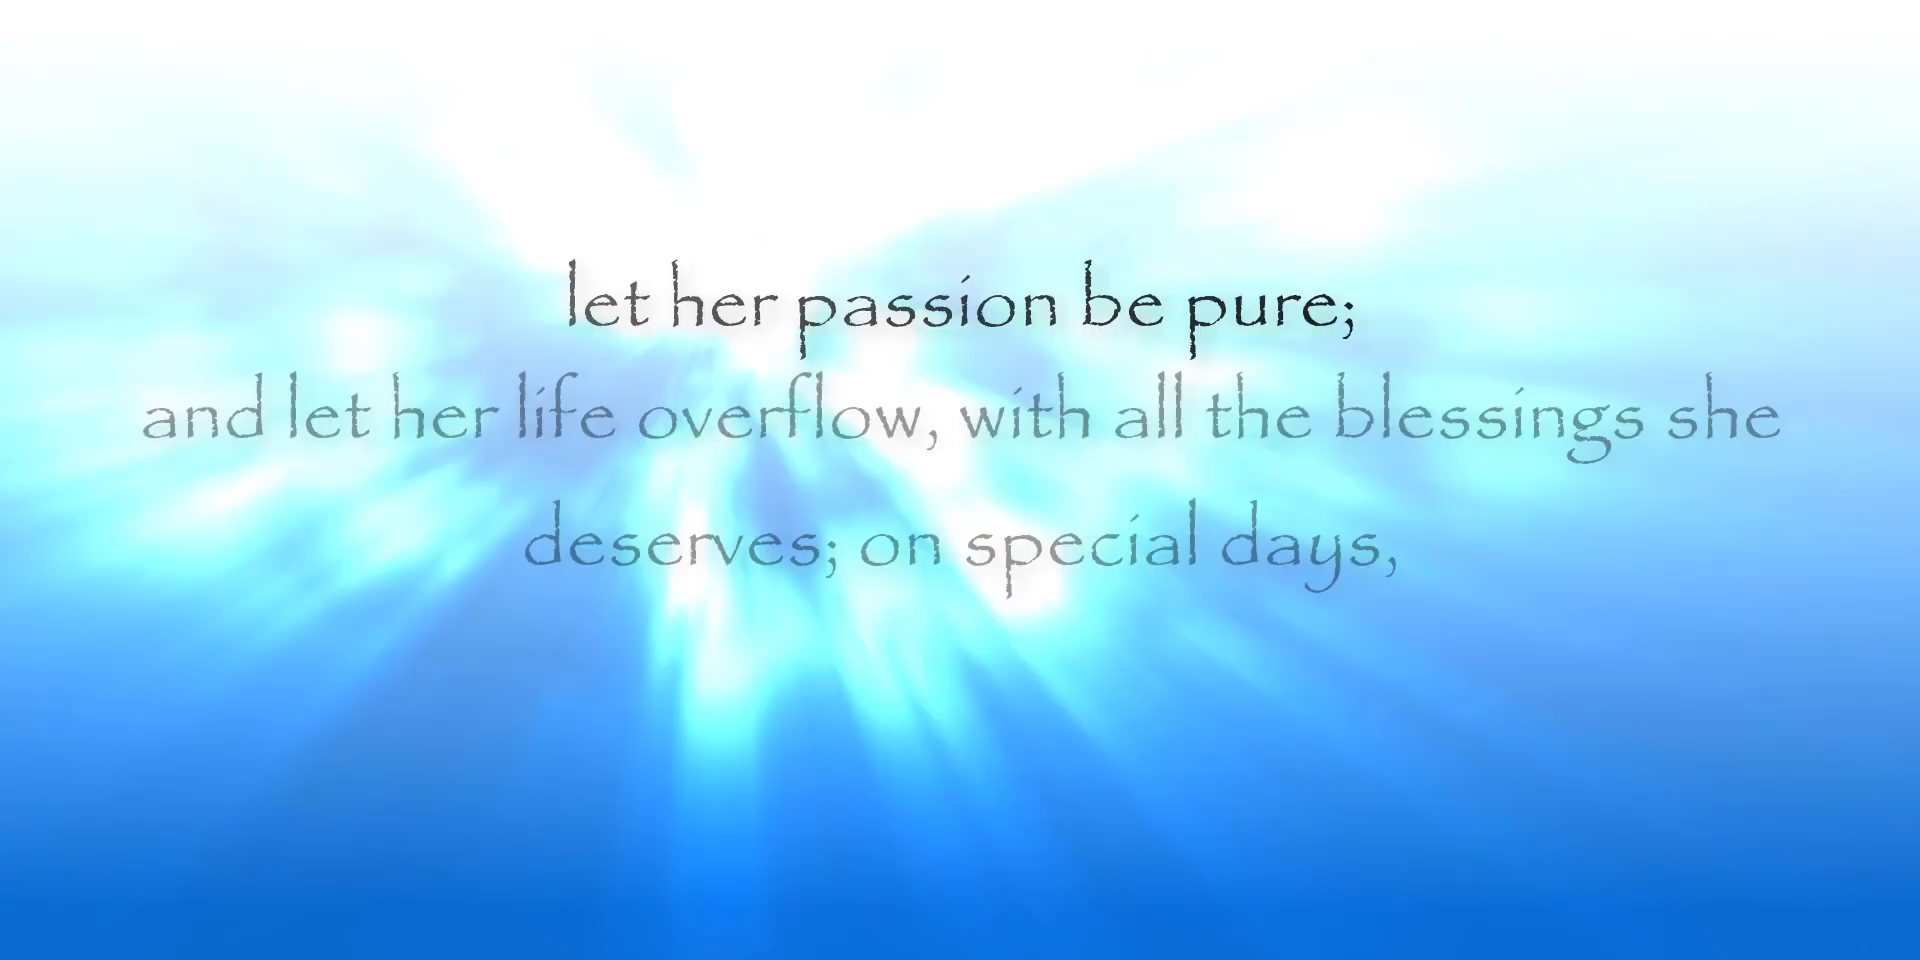 let her passion be pure;
and let her life overflow, with all the blessings she
deserves; on special days,